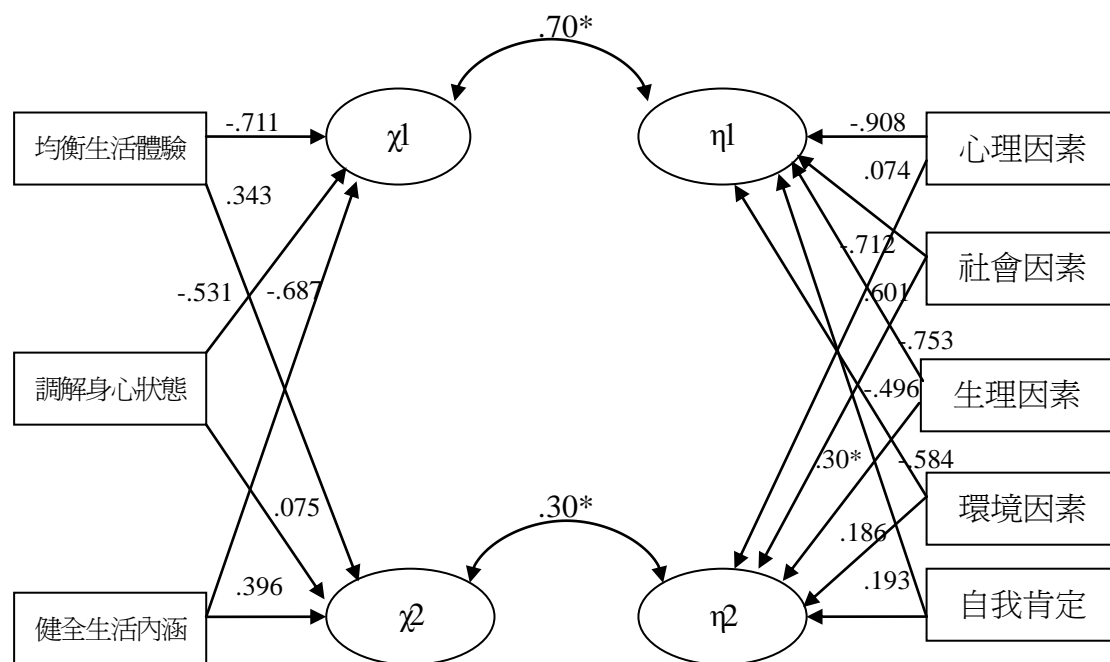 .70*
均衡生活體驗
-.711
χ1
η1
-.908
心理因素
.343
.074
-.531
-.687
-.712
社會因素
.601
-.753
調解身心狀態
-.496
生理因素
.30*
-.584
.075
.30*
.186
環境因素
.396
.193
健全生活內涵
χ2
η2
自我肯定